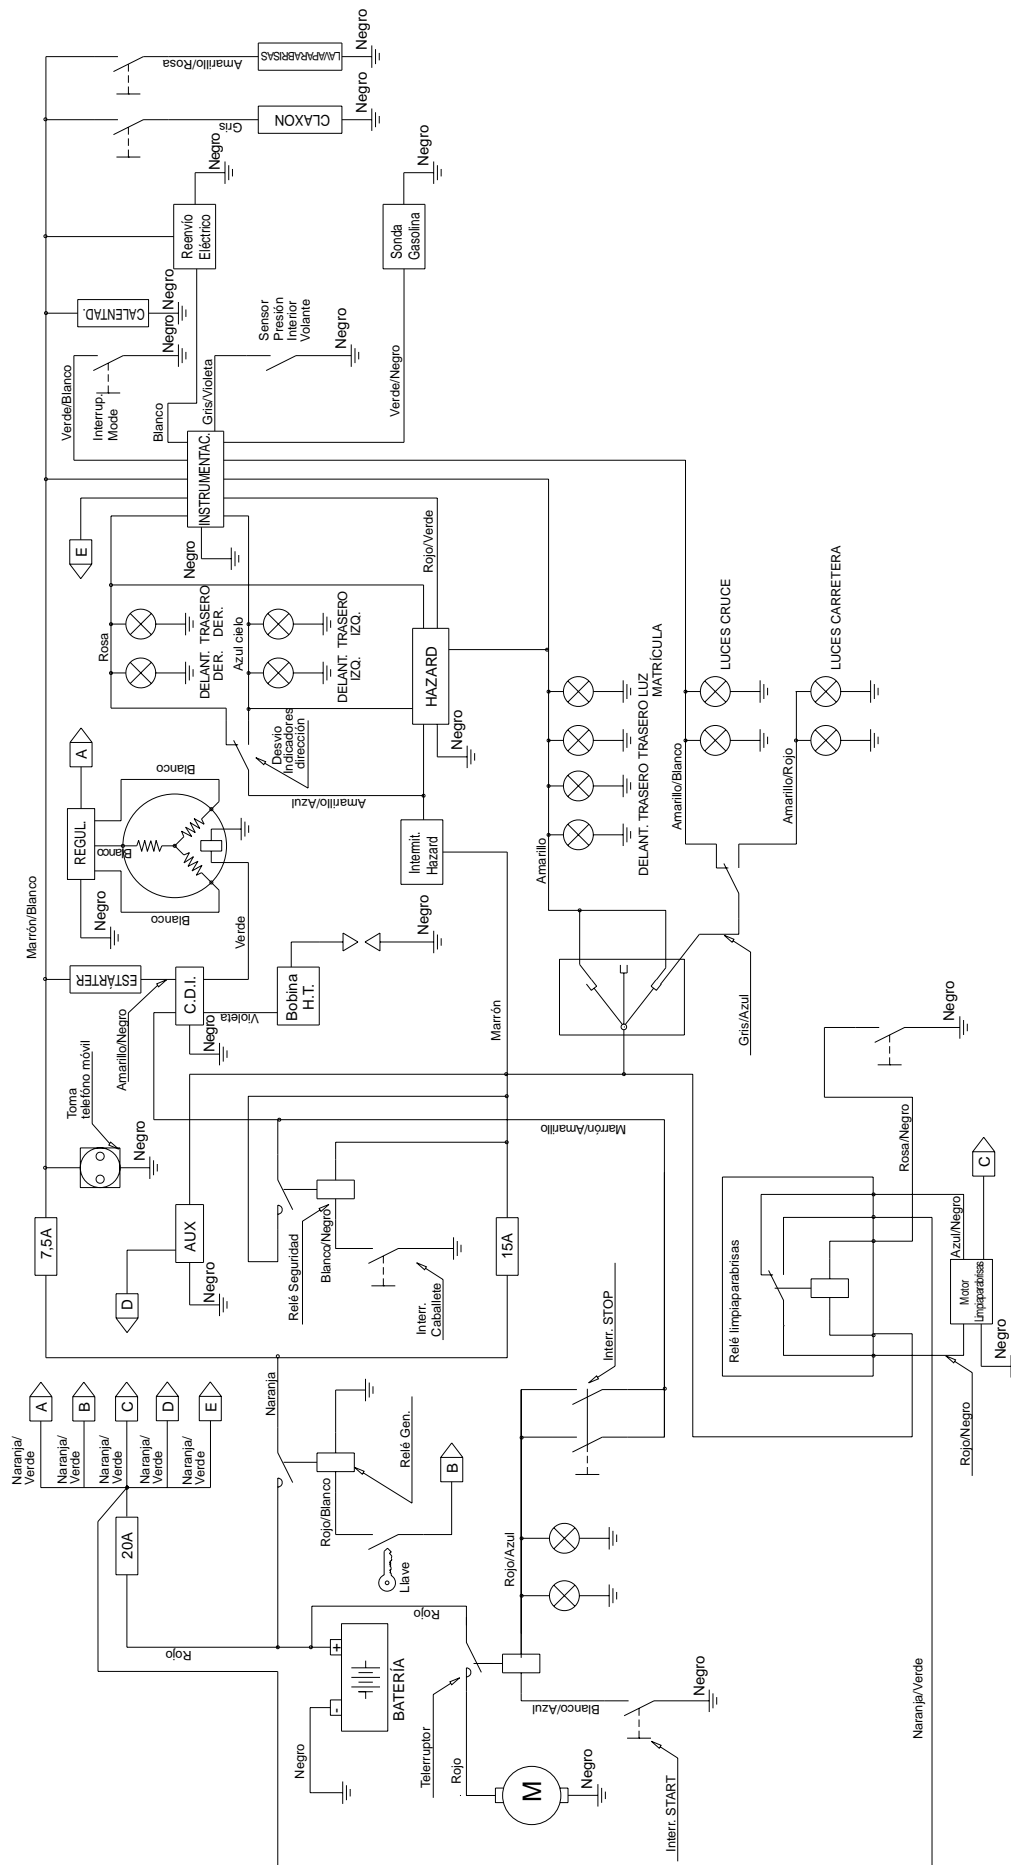 Negro
Amarillo/Rosa
LAVAPARABRISAS
Negro
Gris
CLAXON
Negro
Reenvío
Eléctrico
Negro
Sonda
Gasolina
Negro
CALENTAD.
Negro
Verde/Blanco
Interrup.
Mode
Negro
Blanco
Gris/Violeta
Sensor
Presión
Interior
Volante
Negro
Verde/Negro
INSTRUMENTAC.
E
Negro
Rojo/Verde
Rosa
DELANT.
DER.
TRASERO
DER.
Azul cielo
DELANT.
IZQ.
TRASERO
IZQ.
HAZARD
Negro
Desvio
Indicadores
dirección
Amarillo/Azul
Intermit.
Hazard
DELANT.
TRASERO
TRASERO
LUZ
MATRÍCULA
Amarillo
LUCES CRUCE
Amarillo/Blanco
LUCES CARRETERA
Amarillo/Rojo
Gris/Azul
A
REGUL.
Negro
Blanco
Blanco
Blanco
Verde
Marrón/Blanco
ESTÁRTER
Amarillo/Negro
C.D.I.
Negro
Violeta
Bobina
H.T.
Negro
Marrón
Toma
telefóno móvil
Negro
7,5A
AUX
Negro
D
Marrón/Amarillo
Relé Seguridad
Blanco/Negro
Interr.
Caballete
15A
Negro
Rosa/Negro
Relé limpiaparabrisas
Azul/Negro
C
Motor
Limpiaparabrisas
Negro
Rojo/Negro
Interr. STOP
A
B
C
D
E
Naranja/
Verde
Naranja/
Verde
Naranja/
Verde
Naranja/
Verde
Naranja/
Verde
20A
Naranja
Relé Gen.
Rojo/Blanco
B
Llave
Rojo
Rojo
+
-
BATERÍA
Negro
Rojo/Azul
Telerruptor
Rojo
M
Negro
Blanco/Azul
Negro
Interr. START
Naranja/Verde